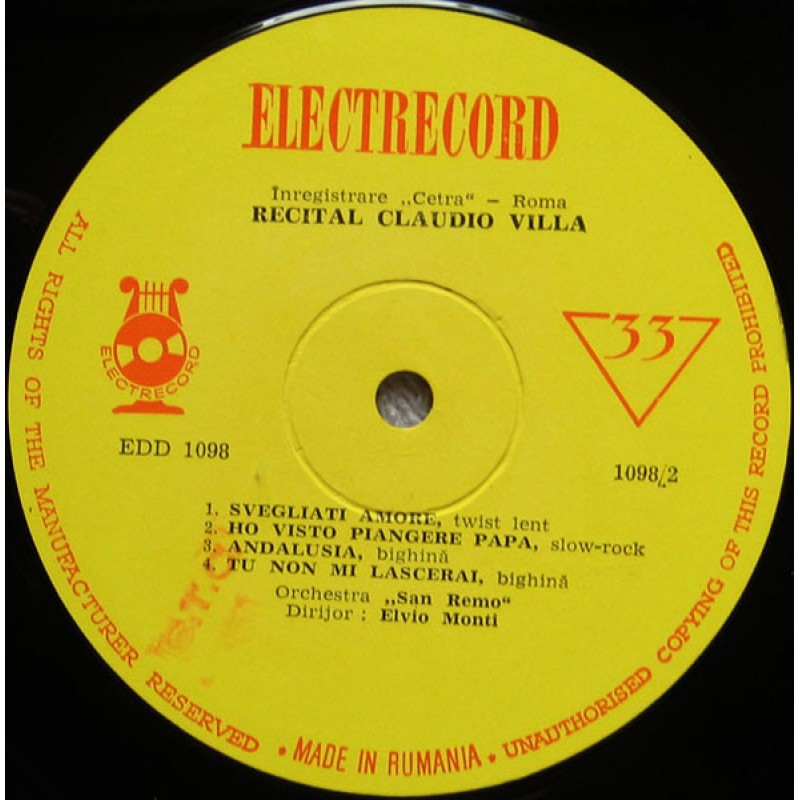 ELECTRECORD
Înregistrare „Cetra" – Roma
RECITAL CLAUDIO VILLA
ELECTRECORD
33
EDD 1098
1098/2
1. SVEGLIATI AMORE, twist lent
2. HO VISTO PIANGERE PAPA, slow-rock
3. ANDALUSIA, bighină
4. TU NON MI LASCERAI, bighină
Orchestra „San Remo"
Dirijor : Elvio Monti
ALL RIGHTS OF THE MANUFACTURER RESERVED • MADE IN RUMANIA • UNAUTHORISED COPYING OF THIS RECORD PROHIBITED